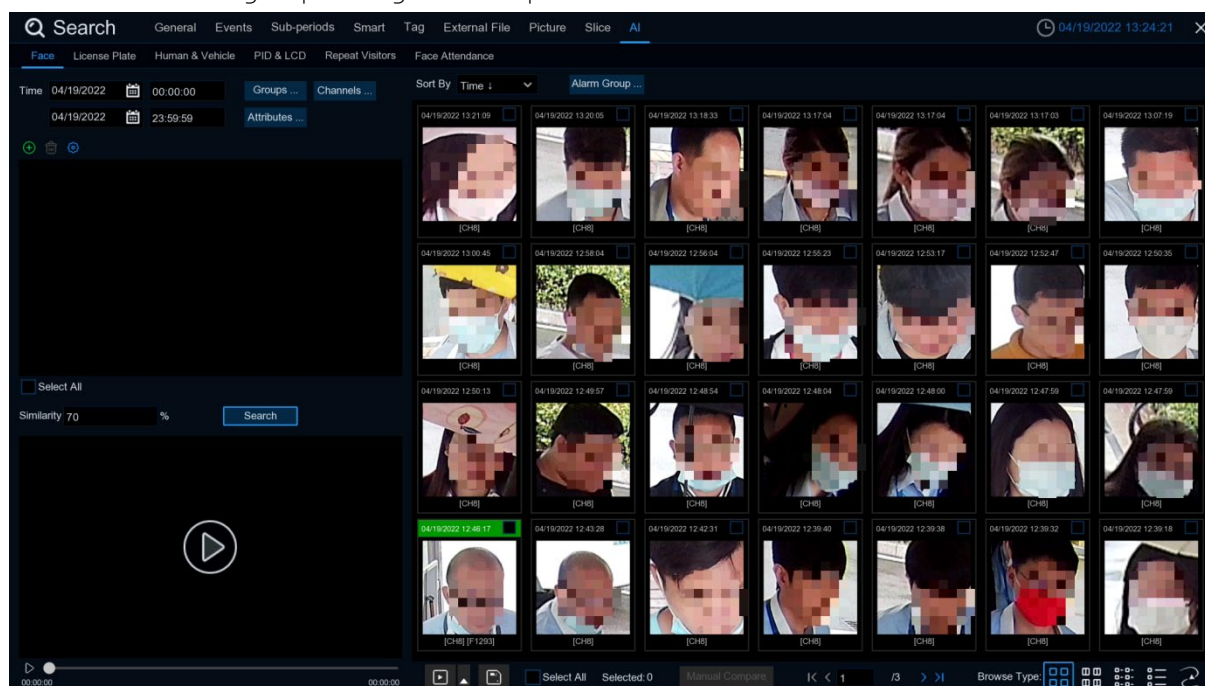 Search General Events Sub-periods Smart Tag External File Picture Slice AI 04/19/2022 13:24:21
Face License Plate Human & Vehicle PID & LCD Repeat Visitors Face Attendance
Time 04/19/2022 00:00:00 Groups ... Channels ...
04/19/2022 23:59:59 Attributes ...
Select All
Similarity 70 % Search
00:00:00 00:00:00
Sort By Time ↓ Alarm Group ...
04/19/2022 13:21:09 04/19/2022 13:20:05 04/19/2022 13:18:33 04/19/2022 13:17:04 04/19/2022 13:17:04 04/19/2022 13:17:03 04/19/2022 13:07:19
[CH8] [CH8] [CH8] [CH8] [CH8] [CH8] [CH8]
04/19/2022 13:00:45 04/19/2022 12:58:04 04/19/2022 12:56:04 04/19/2022 12:55:23 04/19/2022 12:53:17 04/19/2022 12:52:47 04/19/2022 12:50:35
[CH8] [CH8] [CH8] [CH8] [CH8] [CH8] [CH8]
04/19/2022 12:50:13 04/19/2022 12:49:57 04/19/2022 12:48:54 04/19/2022 12:48:04 04/19/2022 12:48:00 04/19/2022 12:47:59 04/19/2022 12:47:59
[CH8] [CH8] [CH8] [CH8] [CH8] [CH8] [CH8]
04/19/2022 12:46:17 04/19/2022 12:43:28 04/19/2022 12:42:31 04/19/2022 12:39:40 04/19/2022 12:39:38 04/19/2022 12:39:32 04/19/2022 12:39:18
[CH8] [F1293] [CH8] [CH8] [CH8] [CH8] [CH8] [CH8]
Select All Selected: 0 Manual Compare 1 /3 Browse Type: